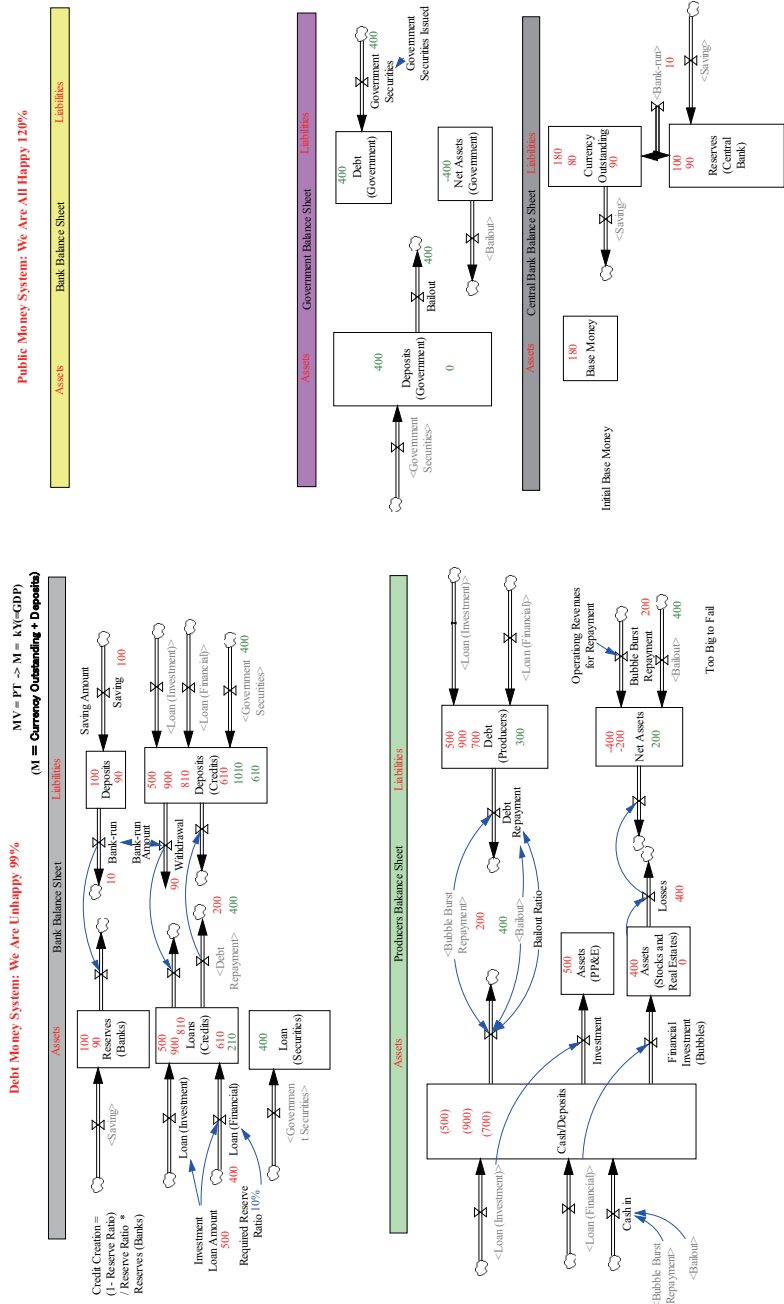 Debt Money System: We Are Unhappy 99%
MV = PT -> M = kY(=GDP)
(M = Currency Outstanding + Deposits)
Public Money System: We Are All Happy 120%
Assets
Bank Balance Sheet
Liabilities
Credit Creation =
(1- Reserve Ratio)
/ Reserve Ratio *
Reserves (Banks)
<Saving>
100
90
Reserves
(Banks)
10
Bank-run
Bank-run
Amount
100
Deposits
90
Saving Amount
Saving
100
Loan (Investment)
500
900
810
Loans
(Credits)
610
210
90
Withdrawal
500
900
810
Deposits
(Credits)
610
1010
610
<Loan (Investment)>
<Loan (Financial)>
<Government
Securities>
400
Loan (Financial)
400
Investment
Loan Amount
500
Required Reserve
Ratio 10%
<Debt
Repayment>
200
400
<Governmen
t Securities>
400
Loan
(Securities)
Assets
Producers Bakance Sheet
Liabilities
<Loan (Investment)>
<Loan (Financial)>
Cash in
<Bubble Burst
Repayment>
<Bailout>
(500)
(900)
(700)
Cash/Deposits
<Bubble Burst
Repayment>
200
400
<Bailout>
Bailout Ratio
Debt
Repayment
500
900
700
Debt
(Producers)
300
<Loan (Investment)>
<Loan (Financial)>
Investment
500
Assets
(PP&E)
Financial
Investment
(Bubbles)
400
Assets
(Stocks and
Real Estates)
0
Losses
400
-400
-200
Net Assets
200
Operationg Revenues
for Repayment
Bubble Burst
Repayment
200
<Bailout>
400
Too Big to Fail
Assets
Bank Balance Sheet
Liabilities
Assets
Government Balance Sheet
Liabilities
<Government
Securities>
400
Deposits
(Government)
0
Bailout
400
400
Debt
(Government)
Government
Securities
400
Government
Securities Issued
<Bailout>
-400
Net Assets
(Government)
Assets
Central Bank Balance Sheet
Liabilities
Initial Base Money
180
Base Money
<Saving>
180
80
Currency
Outstanding
90
<Bank-run>
10
100
90
Reserves
(Central
Bank)
<Saving>